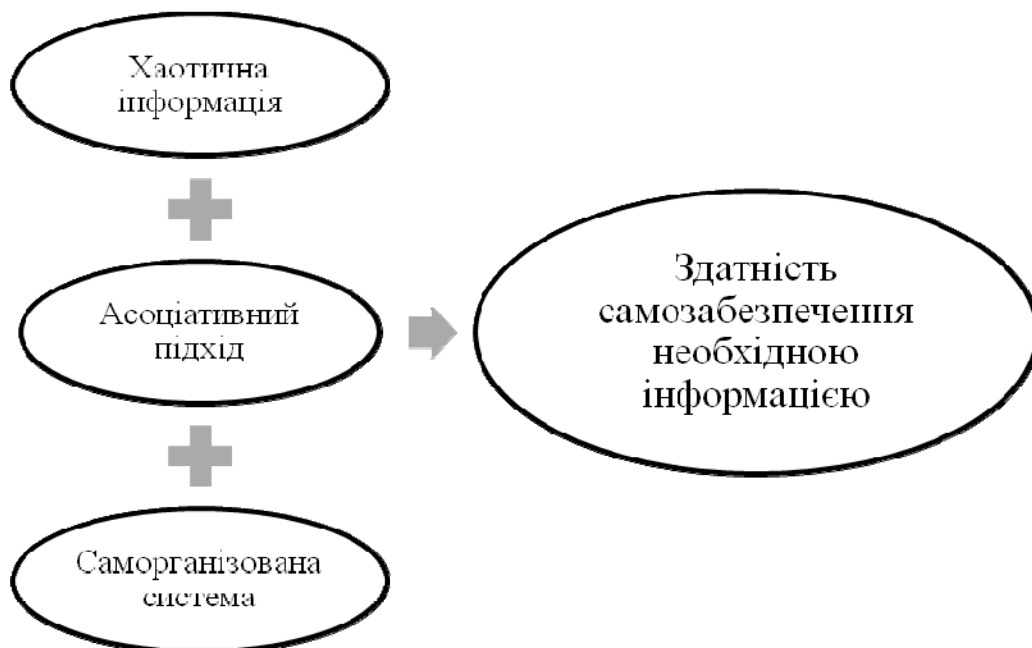 Хаотична
інформація
Асоціативний
підхід
Саморганізована
система
Здатність
самозабезпечення
необхідною
інформацією